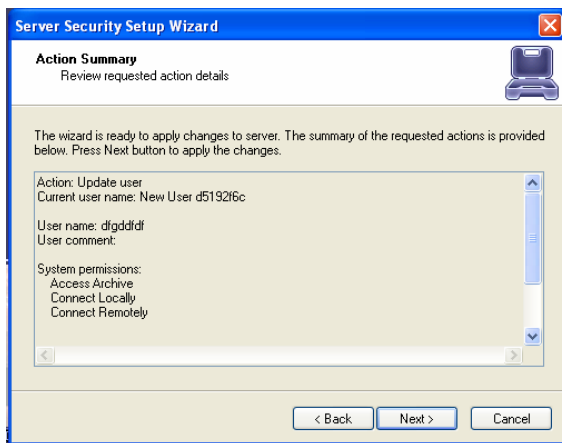 Server Security Setup Wizard
Action Summary
Review requested action details
The wizard is ready to apply changes to server. The summary of the requested actions is provided
below. Press Next button to apply the changes.
Action: Update user
Current user name: New User d5192f6c
User name: dfgddfdf
User comment:
System permissions:
Access Archive
Connect Locally
Connect Remotely
< Back
Next >
Cancel